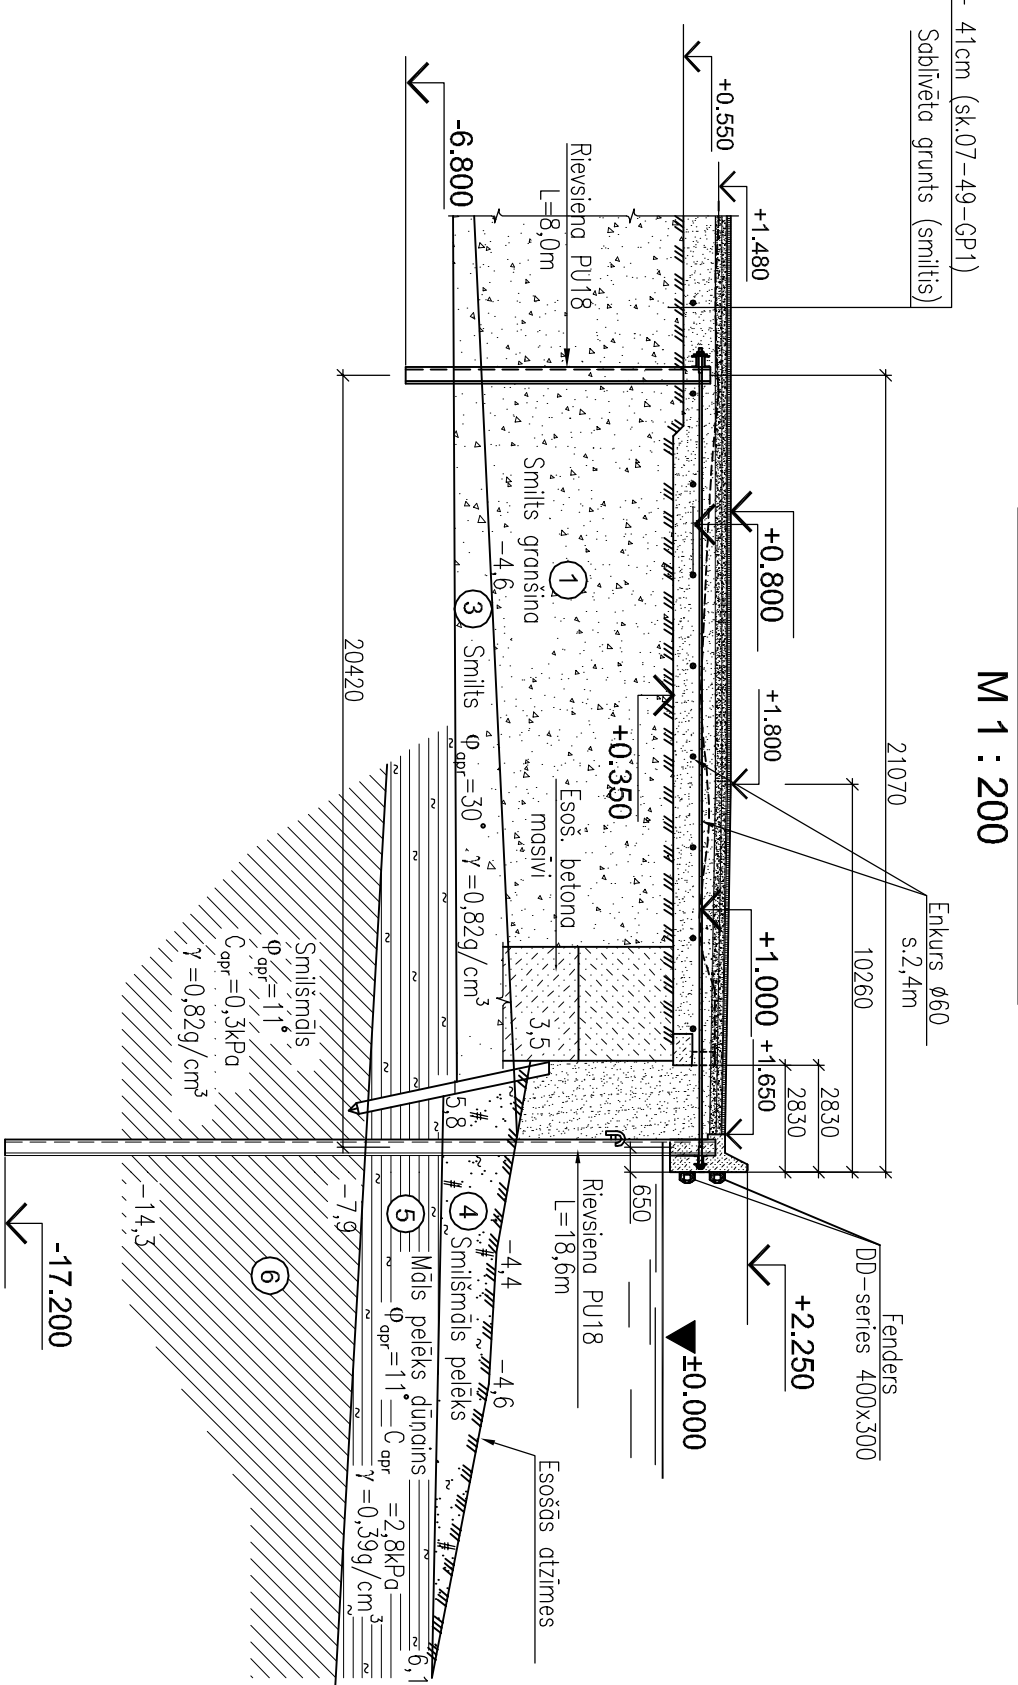 M 1 : 200
- 41cm (sk.07-49-GP1)
Sablīvēta grunts (smiltis)
+0.550
+1.480
-6.800
Rievsiena PU18
L=8,0m
+0.800
+1.800
21070
10260
Enkurs ø60
s.2,4m
+1.000
+1.650
2830
2830
+2.250
Fenders
DD-series 400x300
±0.000
650
Rievsiena PU18
L=18,6m
+0.350
Esoš. betona
masīvi
3,5
Smilts granšina
1
-4,6
3
Smilts φapr=30° γ=0,82g/cm³
20420
5,8
-4,4
-4,6
4
Smilšmāls pelēks
Esošās atzīmes
5
Māls pelēks dūņains
φapr=11° C apr =2,8kPa
γ=0,39g/cm³
6,1
-7,9
Smilšmāls
φapr=11°
Capr=0,3kPa
γ=0,82g/cm³
6
-14,3
-17.200